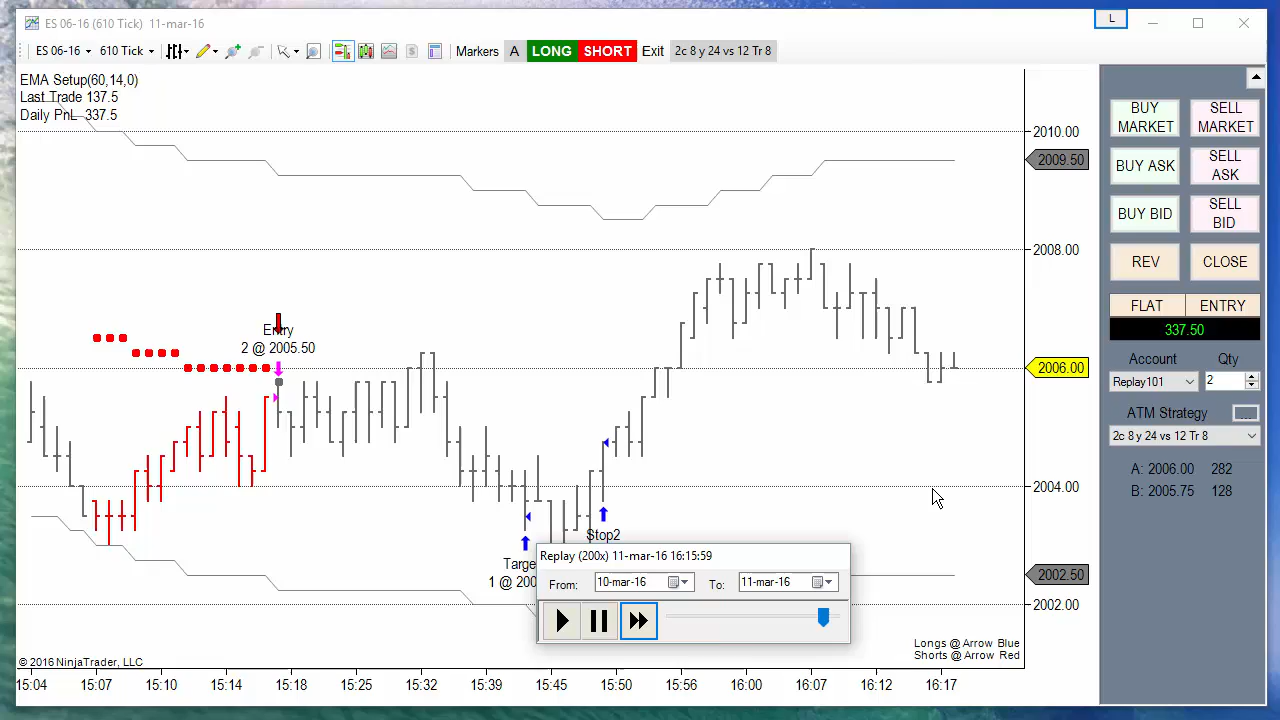 ES 06-16 (610 Tick) 11-mar-16
L
ES 06-16 610 Tick Markers A LONG SHORT Exit 2c 8 y 24 vs 12 Tr 8
EMA Setup(60,14,0)
Last Trade 137.5
Daily PnL 337.5
Entry
2 @ 2005.50
Stop2
Targe
1 @ 200
2010.00
2009.50
2008.00
2006.00
2004.00
2002.50
2002.00
Replay (200x) 11-mar-16 16:15:59
From: 10-mar-16 To: 11-mar-16
Longs @ Arrow Blue
Shorts @ Arrow Red
© 2016 NinjaTrader, LLC
15:04 15:07 15:10 15:14 15:18 15:25 15:32 15:39 15:45 15:50 15:56 16:00 16:07 16:12 16:17
BUY MARKET
SELL MARKET
BUY ASK
SELL ASK
BUY BID
SELL BID
REV
CLOSE
FLAT ENTRY
337.50
Account Qty
Replay101 2
ATM Strategy
2c 8 y 24 vs 12 Tr 8
A: 2006.00 282
B: 2005.75 128